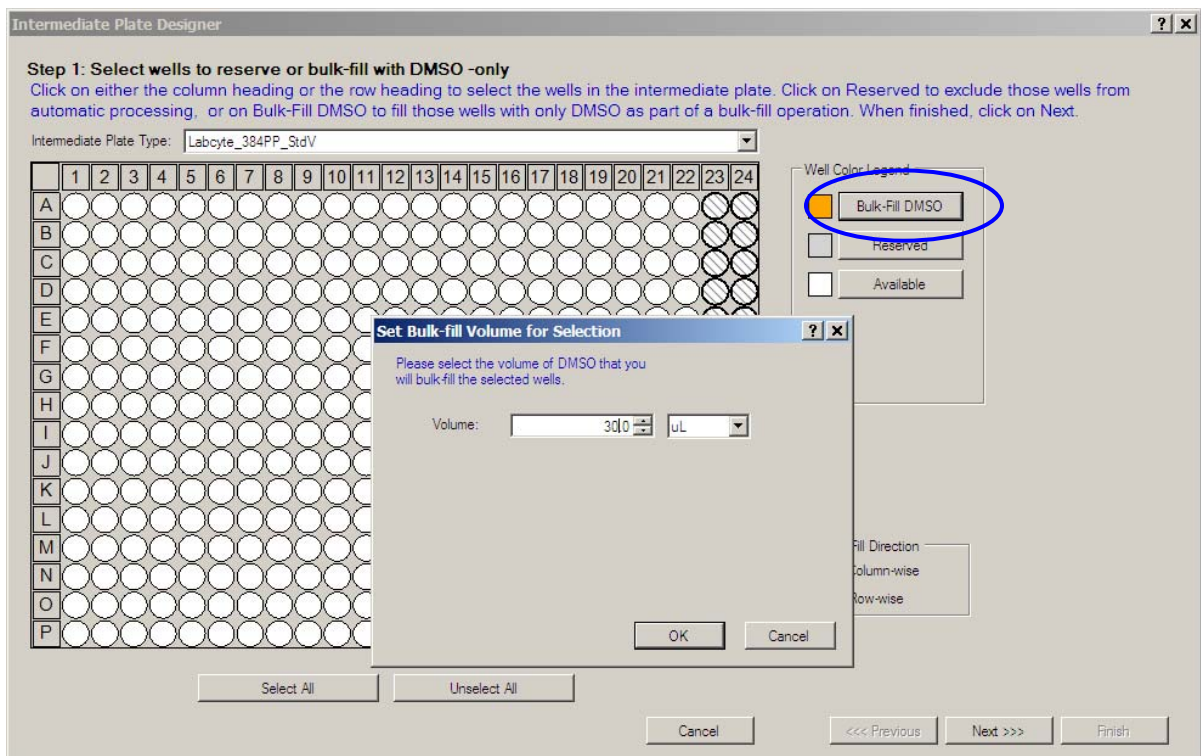 Intermediate Plate Designer
Step 1: Select wells to reserve or bulk-fill with DMSO -only
Click on either the column heading or the row heading to select the wells in the intermediate plate. Click on Reserved to exclude those wells from
automatic processing, or on Bulk-Fill DMSO to fill those wells with only DMSO as part of a bulk-fill operation. When finished, click on Next.
Intermediate Plate Type: Labcyte_384PP_StdV
1 2 3 4 5 6 7 8 9 10 11 12 13 14 15 16 17 18 19 20 21 22 23 24
A
B
C
D
E
F
G
H
I
J
K
L
M
N
O
P
Well Color Legend
Bulk-Fill DMSO
Reserved
Available
Set Bulk-fill Volume for Selection
Please select the volume of DMSO that you
will bulk-fill the selected wells.
Volume: 30.0 uL
OK Cancel
Fill Direction
Column-wise
Row-wise
Select All Unselect All
Cancel <<< Previous Next >>> Finish